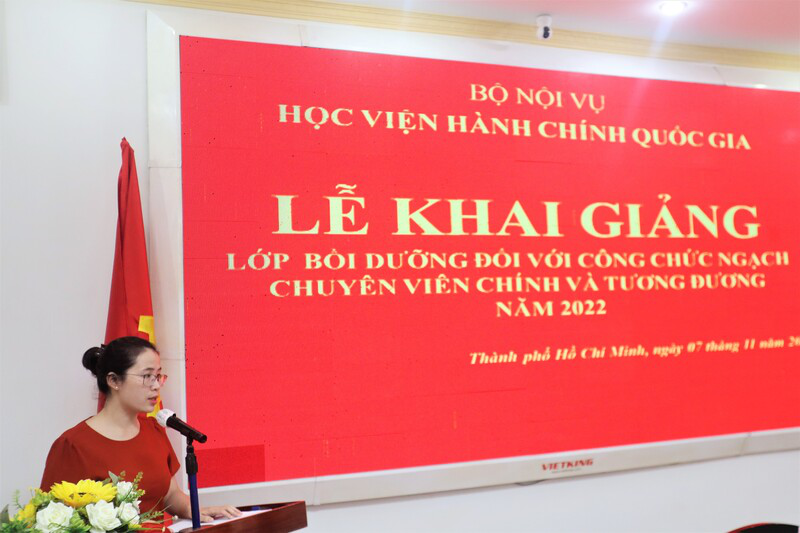 BỘ NỘI VỤ
HỌC VIỆN HÀNH CHÍNH QUỐC GIA
LỄ KHAI GIẢNG
LỚP BỒI DƯỠNG ĐỐI VỚI CÔNG CHỨC NGẠCH
CHUYÊN VIÊN CHÍNH VÀ TƯƠNG ĐƯƠNG
NĂM 2022
Thành phố Hồ Chí Minh, ngày 07 tháng 11 năm
VIETKING